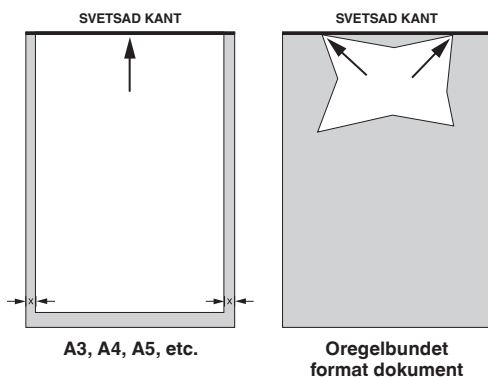 SVETSAD KANT
SVETSAD KANT
x
x
A3, A4, A5, etc.
Oregelbundet
format dokument